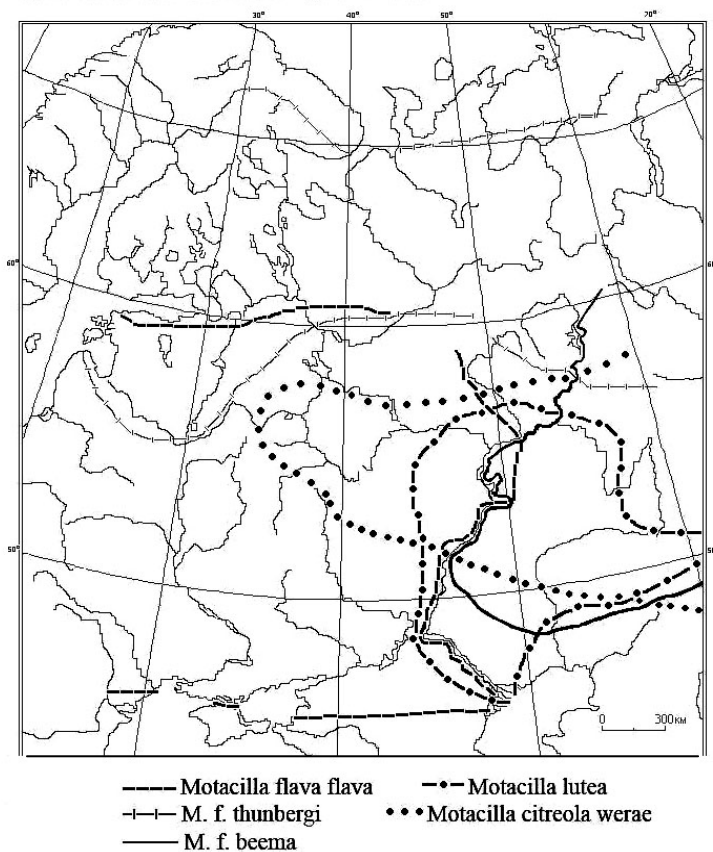 30° 40° 50° 70°
60° 60
50° 5
0 300км
Motacilla flava flava Motacilla lutea
M. f. thunbergi Motacilla citreola werae
M. f. beema